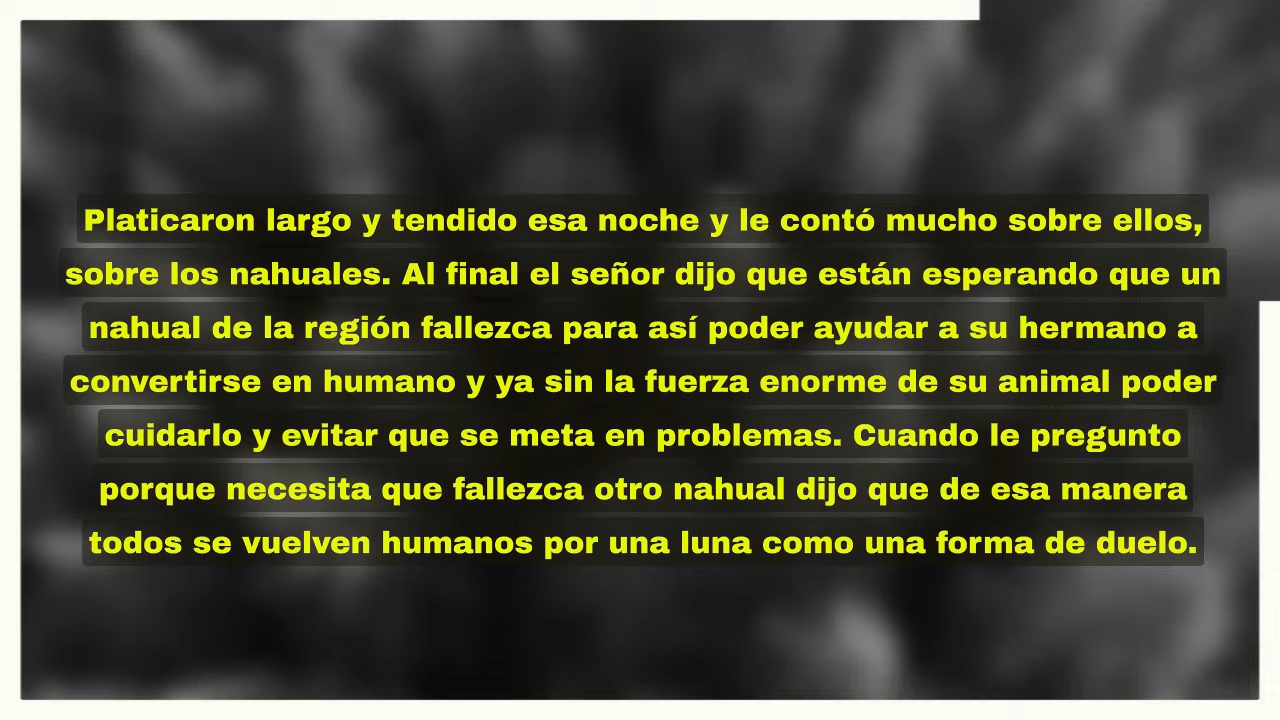 Platicaron largo y tendido esa noche y le contó mucho sobre ellos,
sobre los nahuales. Al final el señor dijo que están esperando que un
nahual de la región fallezca para así poder ayudar a su hermano a
convertirse en humano y ya sin la fuerza enorme de su animal poder
cuidarlo y evitar que se meta en problemas. Cuando le pregunto
porque necesita que fallezca otro nahual dijo que de esa manera
todos se vuelven humanos por una luna como una forma de duelo.